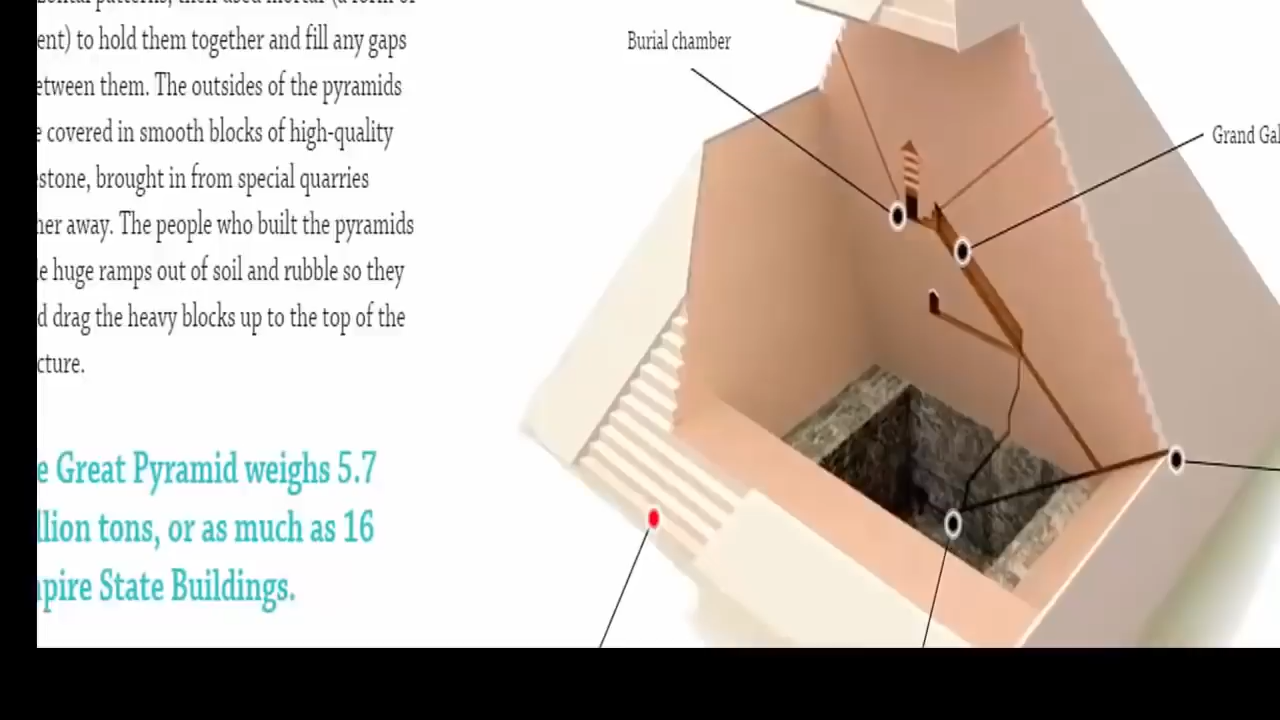 ent) to hold them together and fill any gaps
etween them. The outsides of the pyramids
e covered in smooth blocks of high-quality
estone, brought in from special quarries
her away. The people who built the pyramids
e huge ramps out of soil and rubble so they
d drag the heavy blocks up to the top of the
cture.
e Great Pyramid weighs 5.7
llion tons, or as much as 16
pire State Buildings.
Burial chamber
Grand Gal